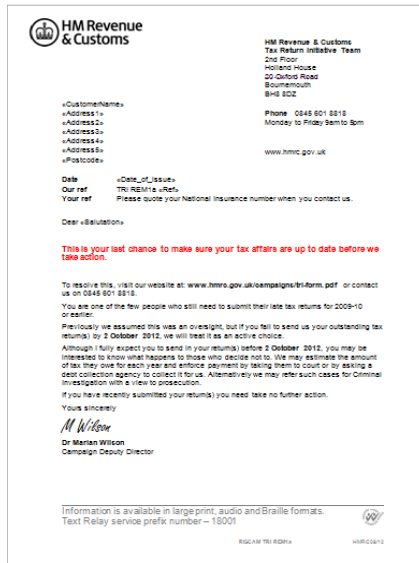 HM Revenue
& Customs
HM Revenue & Customs
Tax Return Initiative Team
2nd Floor
Holland House
20 Oxford Road
Bournemouth
BH8 8DZ
Phone 0845 601 8818
Monday to Friday 9am to 5pm
www.hmrc.gov.uk
«CustomerName»
«Address1»
«Address2»
«Address3»
«Address4»
«Address5»
«Postcode»
Date «Date_of_Issue»
Our ref TRI REM1a «Ref»
Your ref Please quote your National Insurance number when you contact us.
Dear «Salutation»
This is your last chance to make sure your tax affairs are up to date before we
take action.
To resolve this, visit our website at: www.hmrc.gov.uk/campaigns/tri-form.pdf or contact
us on 0845 601 8818.
You are one of the few people who still need to submit their late tax returns for 2009-10
or earlier.
Previously we assumed this was an oversight, but if you fail to send us your outstanding tax
return(s) by 2 October 2012, we will treat it as an active choice.
Although I fully expect you to send in your return(s) before 2 October 2012, you may be
interested to know what happens to those who decide not to. We may estimate the amount
of tax they owe for each year and enforce payment by taking them to court or by asking a
debt collection agency to collect it for us. Alternatively we may refer such cases for Criminal
Investigation with a view to prosecution.
If you have recently submitted your return(s) you need take no further action.
Yours sincerely
M Wilson
Dr Marian Wilson
Campaign Deputy Director
Information is available in large print, audio and Braille formats.
Text Relay service prefix number – 18001
TRI REM1a